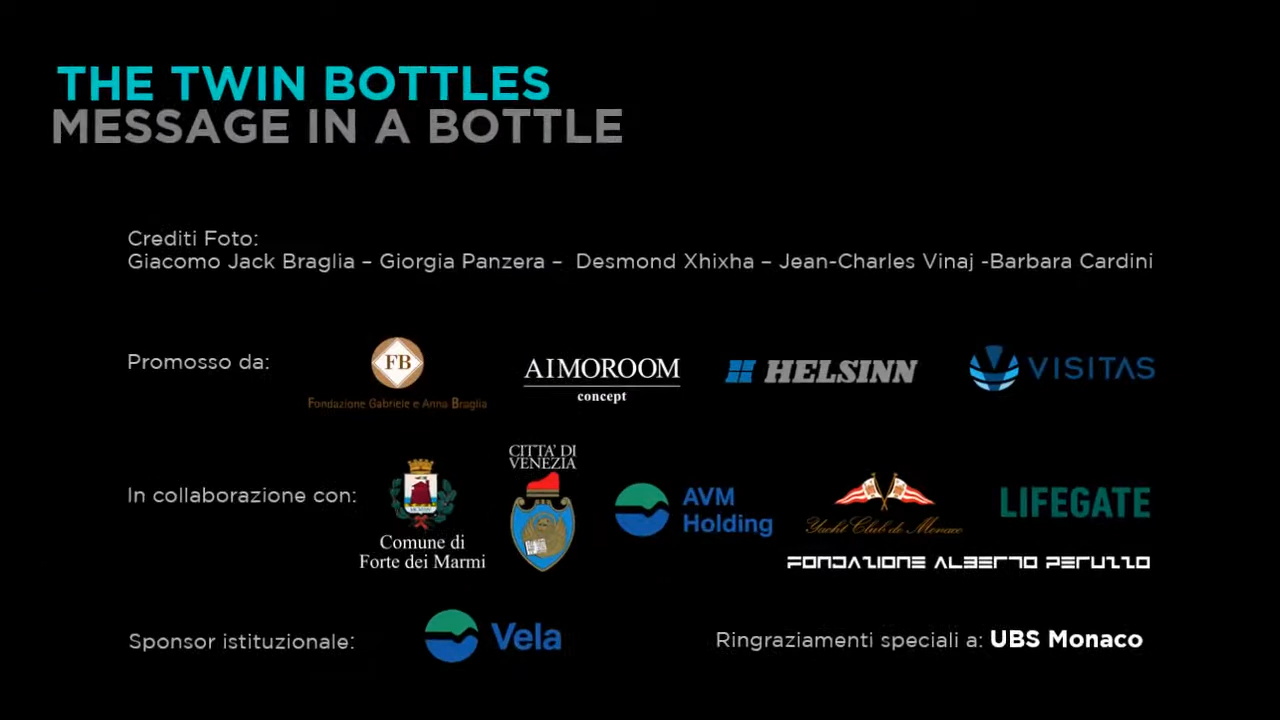 THE TWIN BOTTLES
MESSAGE IN A BOTTLE
Crediti Foto:
Giacomo Jack Braglia – Giorgia Panzera – Desmond Xhixha – Jean-Charles Vinaj -Barbara Cardini
Promosso da:
FB
Fondazione Gabriele e Anna Braglia
AIMOROOM
concept
HELSINN
VISITAS
In collaborazione con:
Comune di
Forte dei Marmi
CITTA' DI
VENEZIA
AVM
Holding
Yacht Club de Monaco
LIFEGATE
FONDAZIONE ALBERTO PERUZZO
Sponsor istituzionale:
Vela
Ringraziamenti speciali a: UBS Monaco